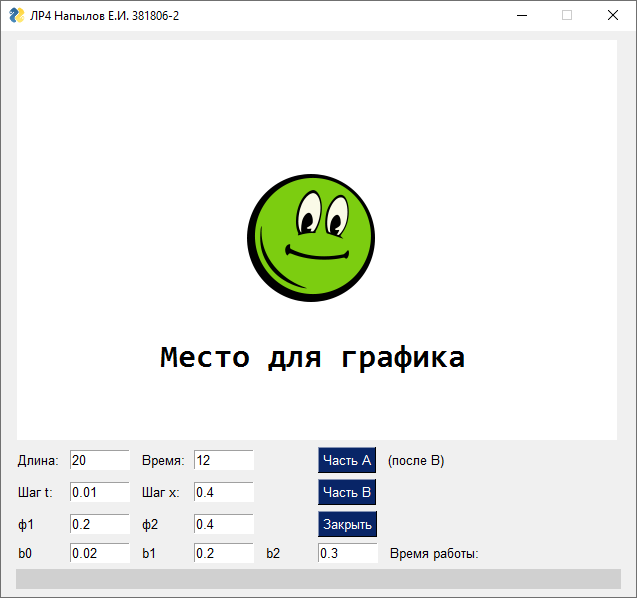 ЛР4 Напылов Е.И. 381806-2
Место для графика
Длина: 20 Время: 12 Часть A (после B)
Шаг t: 0.01 Шаг x: 0.4 Часть B
ф1 0.2 ф2 0.4 Закрыть
b0 0.02 b1 0.2 b2 0.3 Время работы: